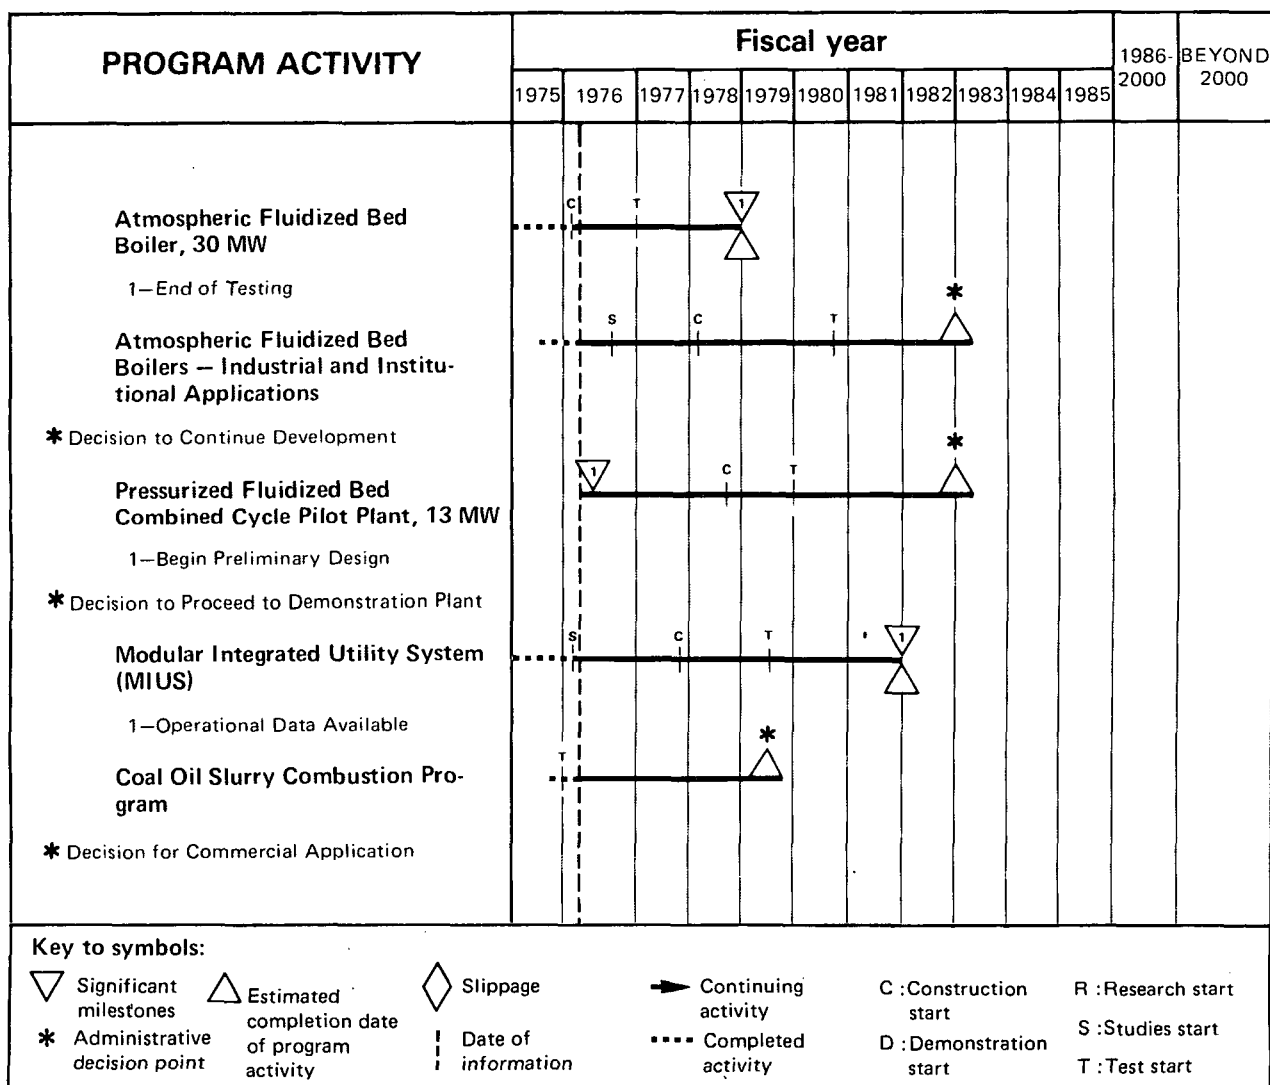 PROGRAM ACTIVITY
Fiscal year
1986-
2000
BEYOND
2000
1975 1976 1977 1978 1979 1980 1981 1982 1983 1984 1985
C T 1
Atmospheric Fluidized Bed
Boiler, 30 MW
1—End of Testing
*
S C T
Atmospheric Fluidized Bed
Boilers — Industrial and Institu-
tional Applications
* Decision to Continue Development
*
1 C T
Pressurized Fluidized Bed
Combined Cycle Pilot Plant, 13 MW
1—Begin Preliminary Design
* Decision to Proceed to Demonstration Plant
S C T 1
Modular Integrated Utility System
(MIUS)
1—Operational Data Available
*
T
Coal Oil Slurry Combustion Pro-
gram
* Decision for Commercial Application
Key to symbols:
Significant
milestones
* Administrative
decision point
Estimated
completion date
of program
activity
Slippage
Date of
information
Continuing
activity
Completed
activity
C :Construction
start
D :Demonstration
start
R :Research start
S :Studies start
T :Test start